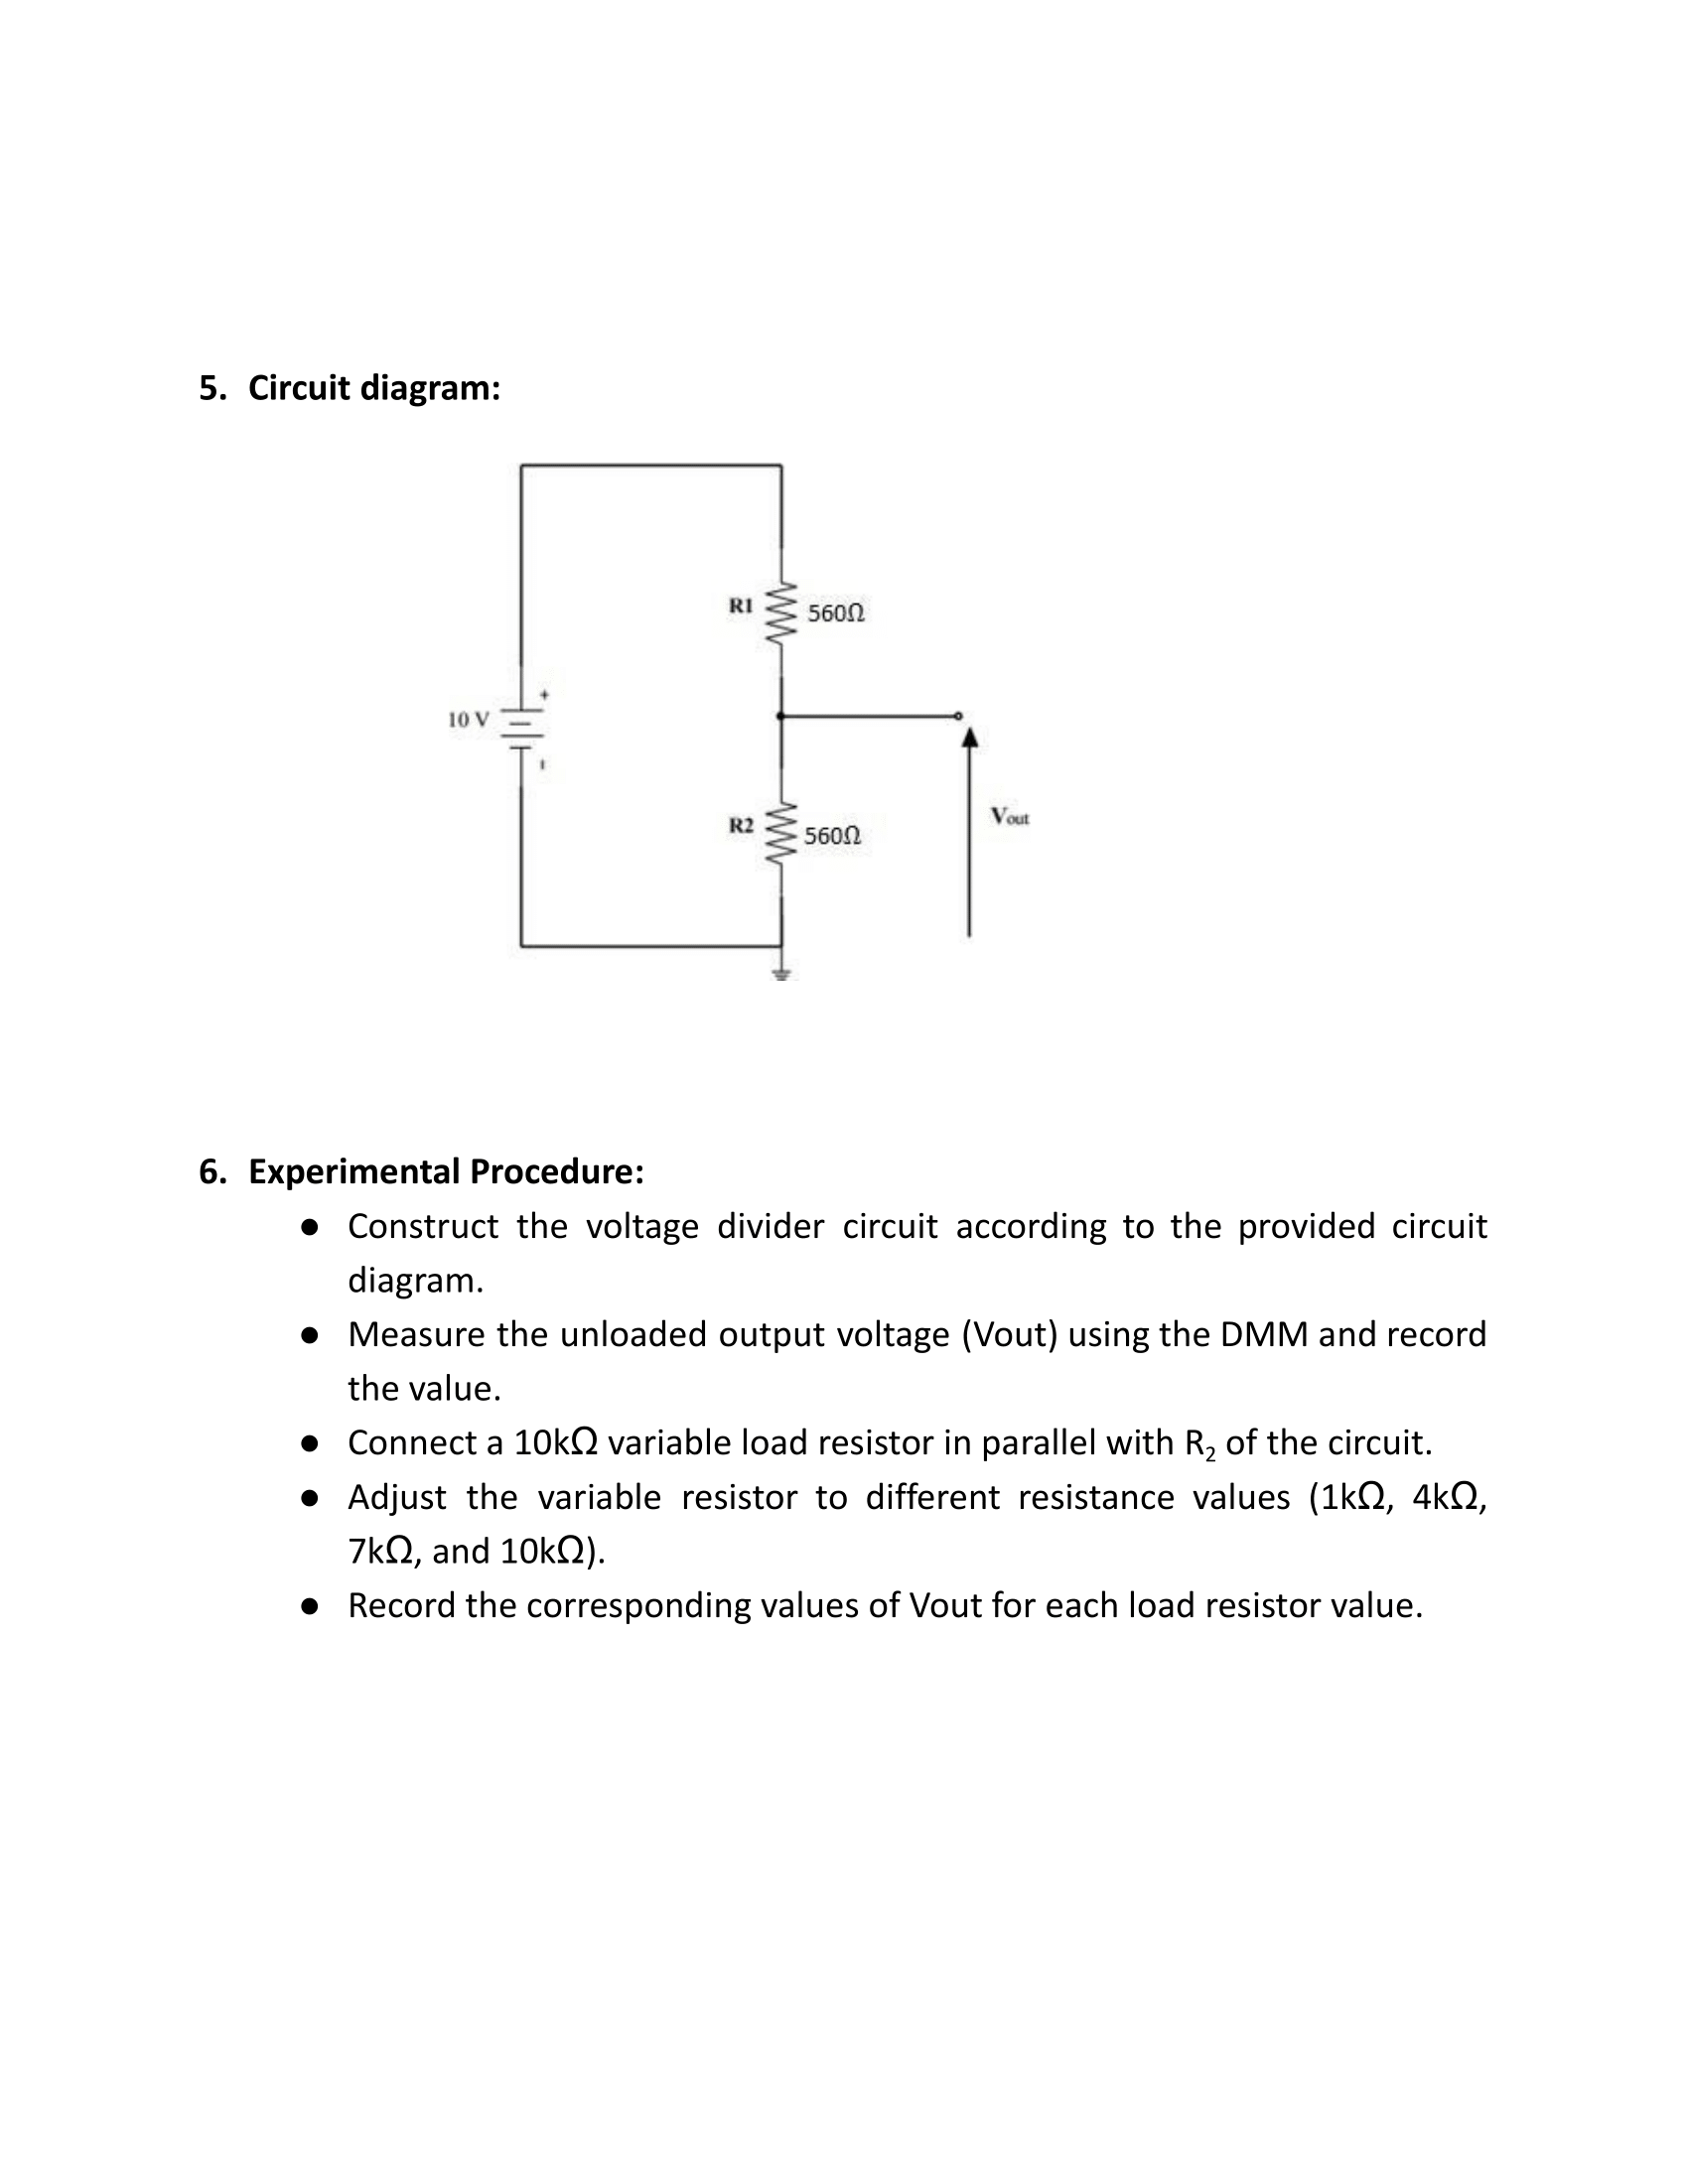 5. Circuit diagram:
R1
560Ω
+
10 V
R2
560Ω
Vout
6. Experimental Procedure:
● Construct the voltage divider circuit according to the provided circuit
diagram.
● Measure the unloaded output voltage (Vout) using the DMM and record
the value.
● Connect a 10kΩ variable load resistor in parallel with R₂ of the circuit.
● Adjust the variable resistor to different resistance values (1kΩ, 4kΩ,
7kΩ, and 10kΩ).
● Record the corresponding values of Vout for each load resistor value.